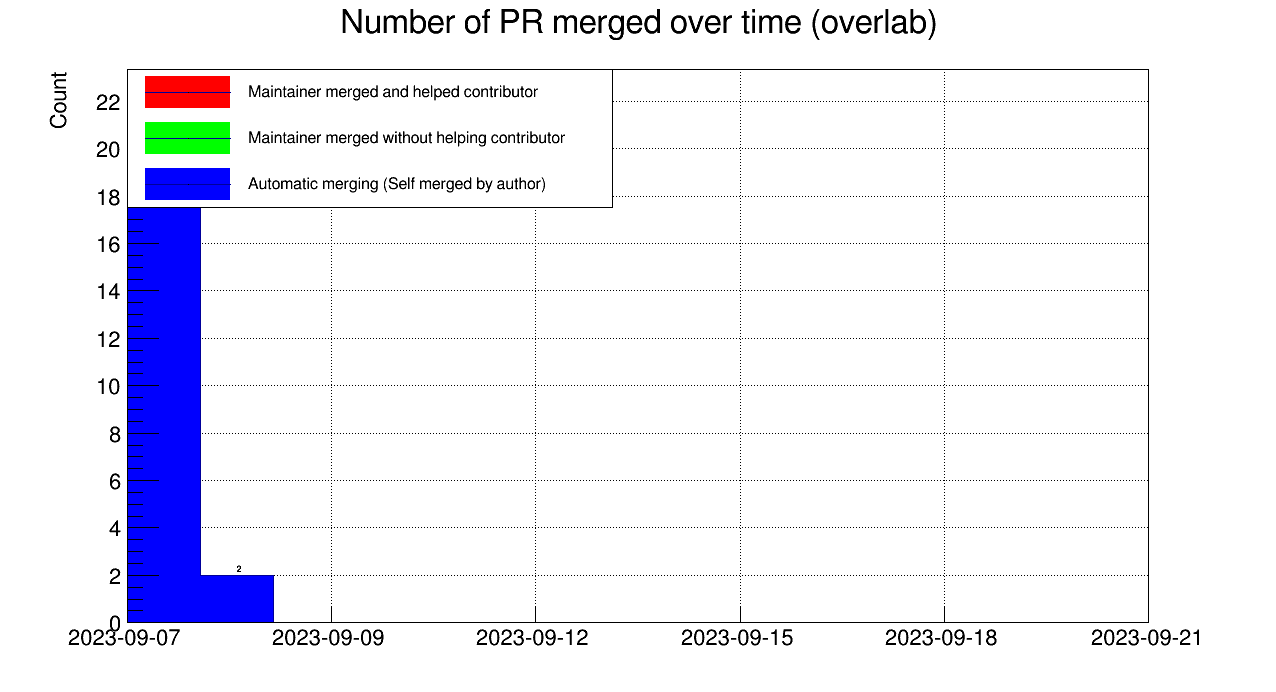 Number of PR merged over time (overlab)
Count
Maintainer merged and helped contributor
Maintainer merged without helping contributor
Automatic merging (Self merged by author)
22
20
18
16
14
12
10
8
6
4
2
0
2
2023-09-07 2023-09-09 2023-09-12 2023-09-15 2023-09-18 2023-09-21